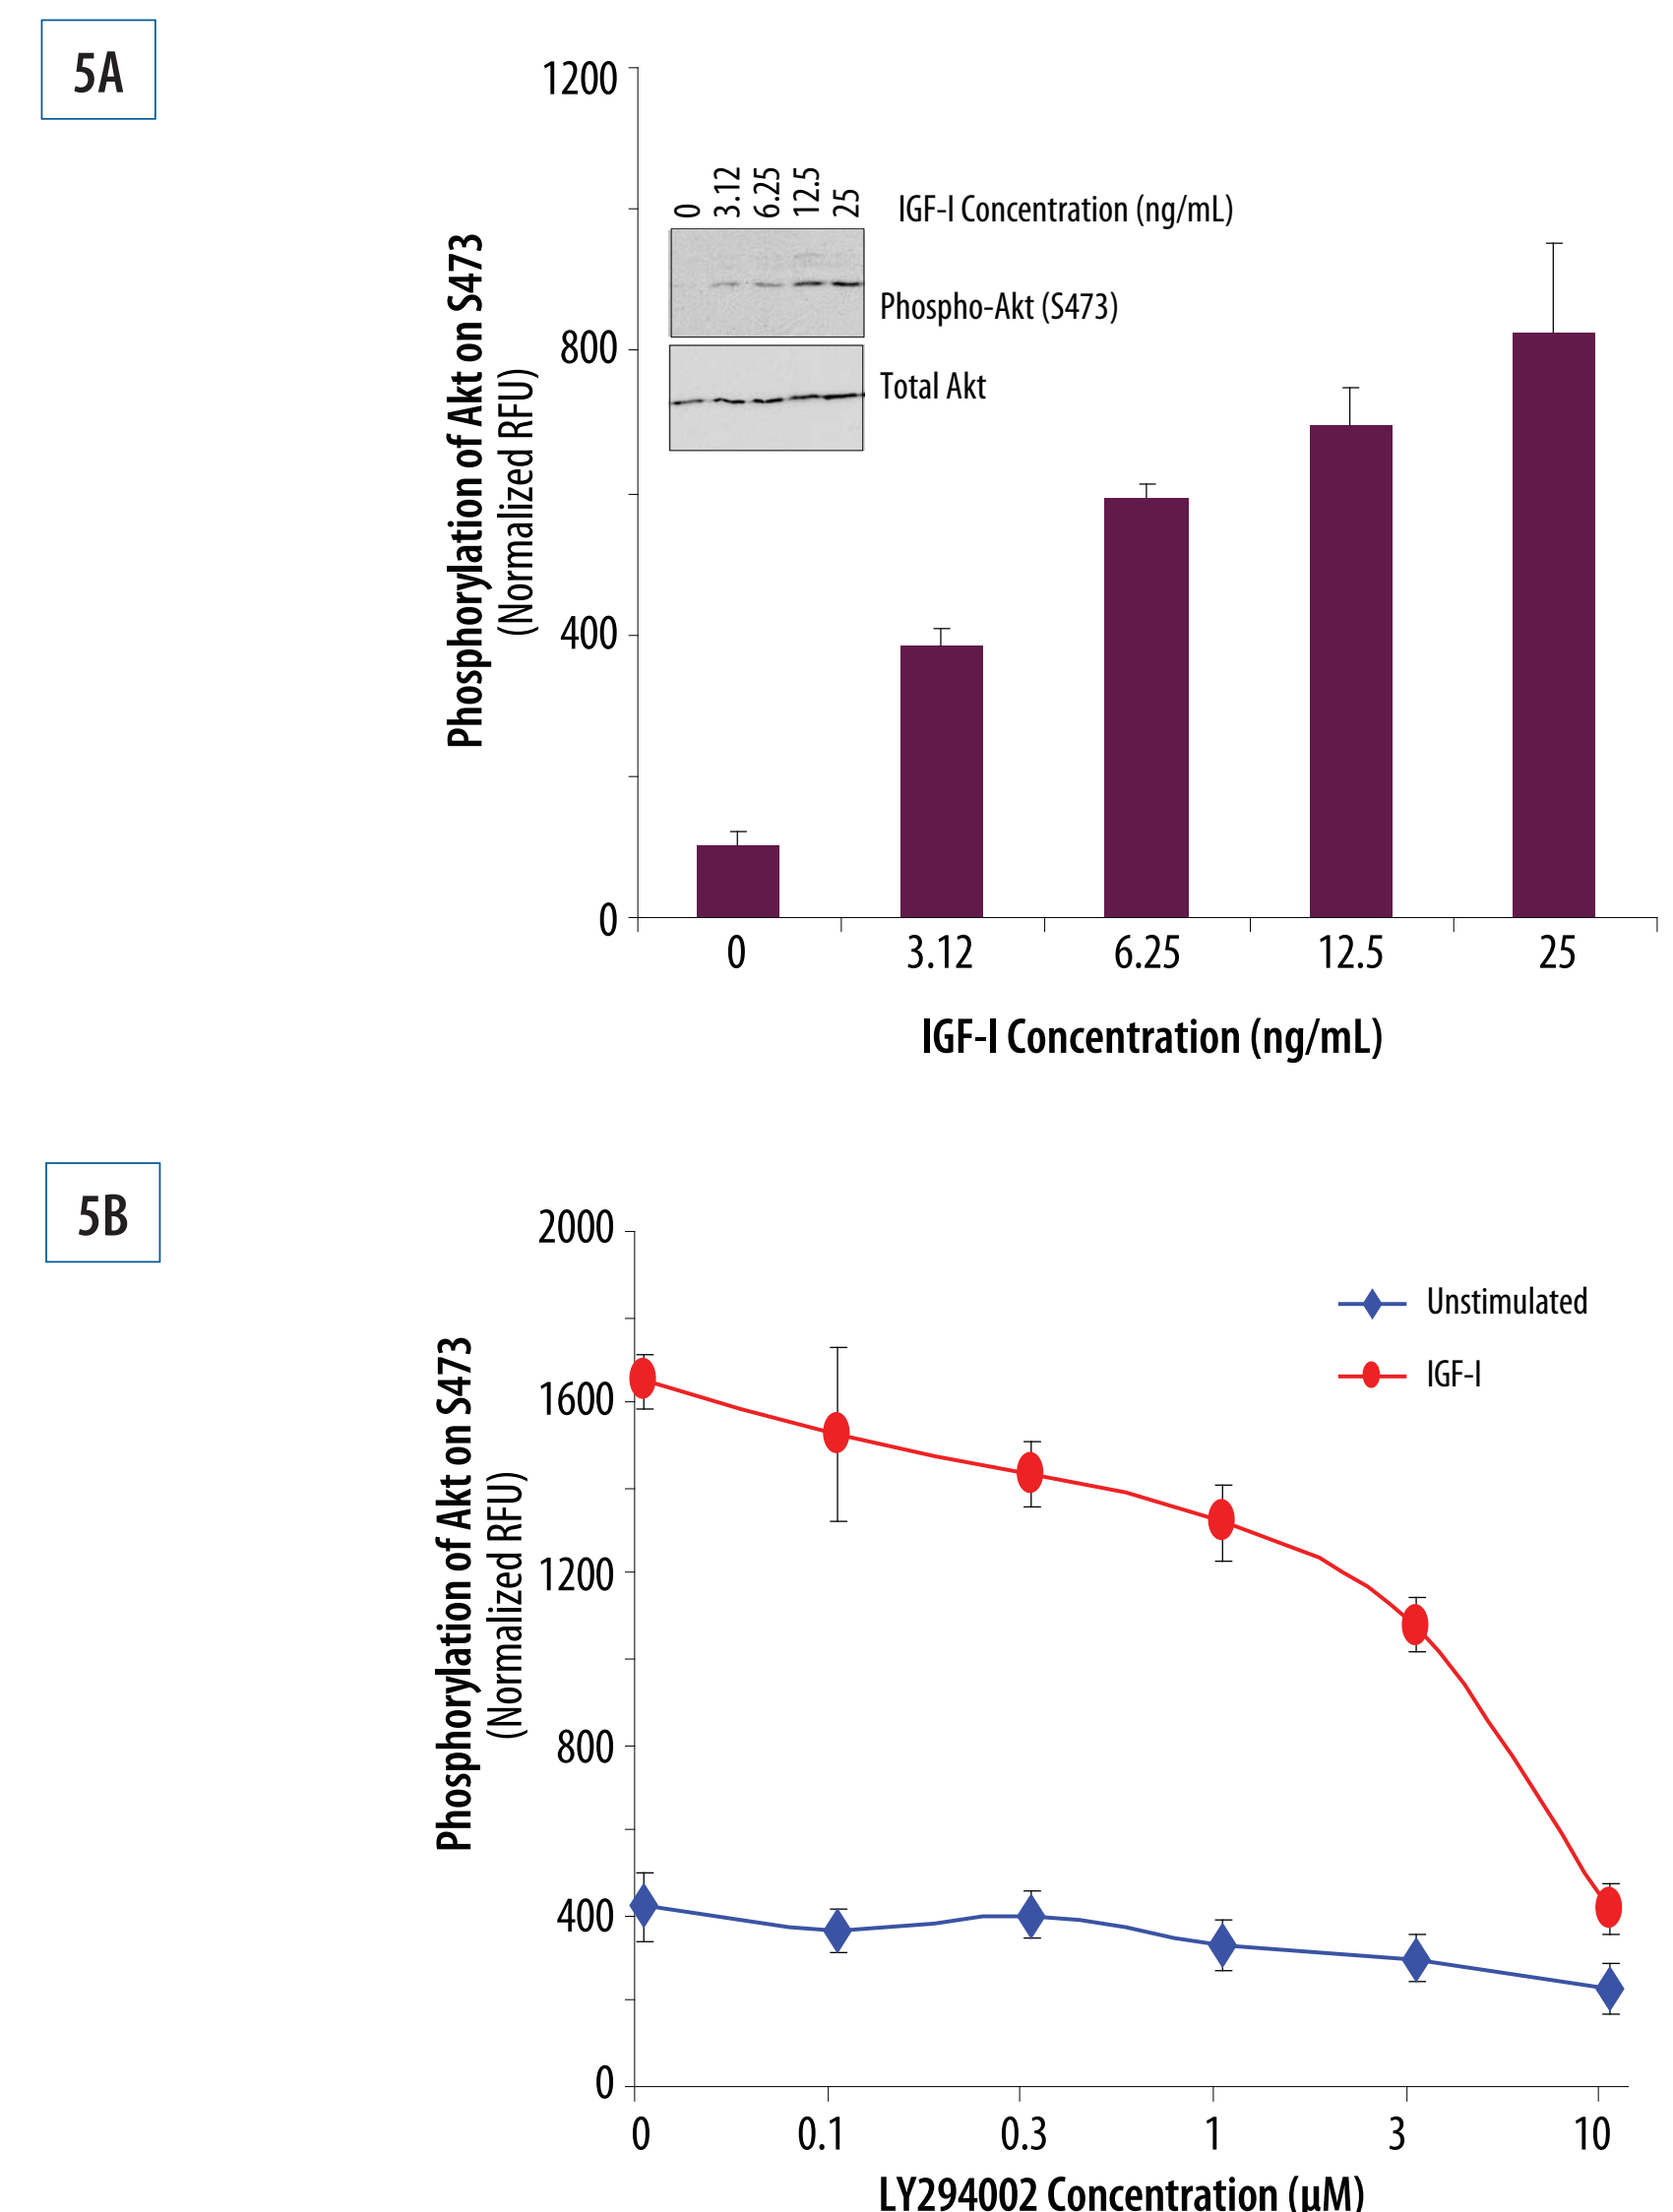 5A
1200
800
400
0
Phosphorylation of Akt on S473
(Normalized RFU)
0 3.12 6.25 12.5 25
IGF-I Concentration (ng/mL)
Phospho-Akt (S473)
Total Akt
0 3.12 6.25 12.5 25
IGF-I Concentration (ng/mL)
5B
2000
1600
1200
800
400
0
Phosphorylation of Akt on S473
(Normalized RFU)
Unstimulated
IGF-I
0 0.1 0.3 1 3 10
LY294002 Concentration (µM)